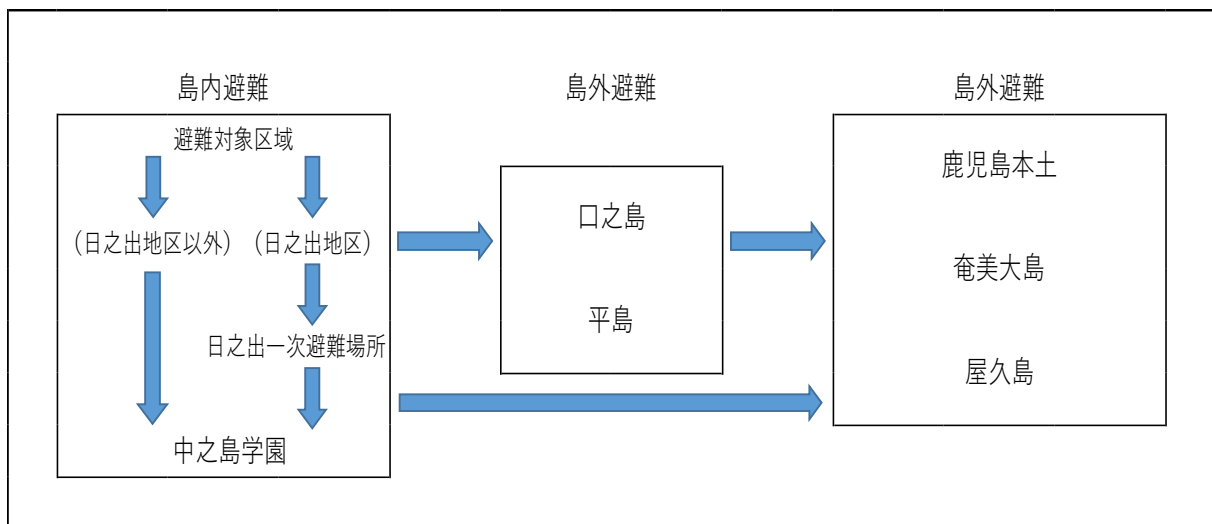 島内避難
避難対象区域
（日之出地区以外）
（日之出地区）
日之出一次避難場所
中之島学園
島外避難
口之島
平島
島外避難
鹿児島本土
奄美大島
屋久島